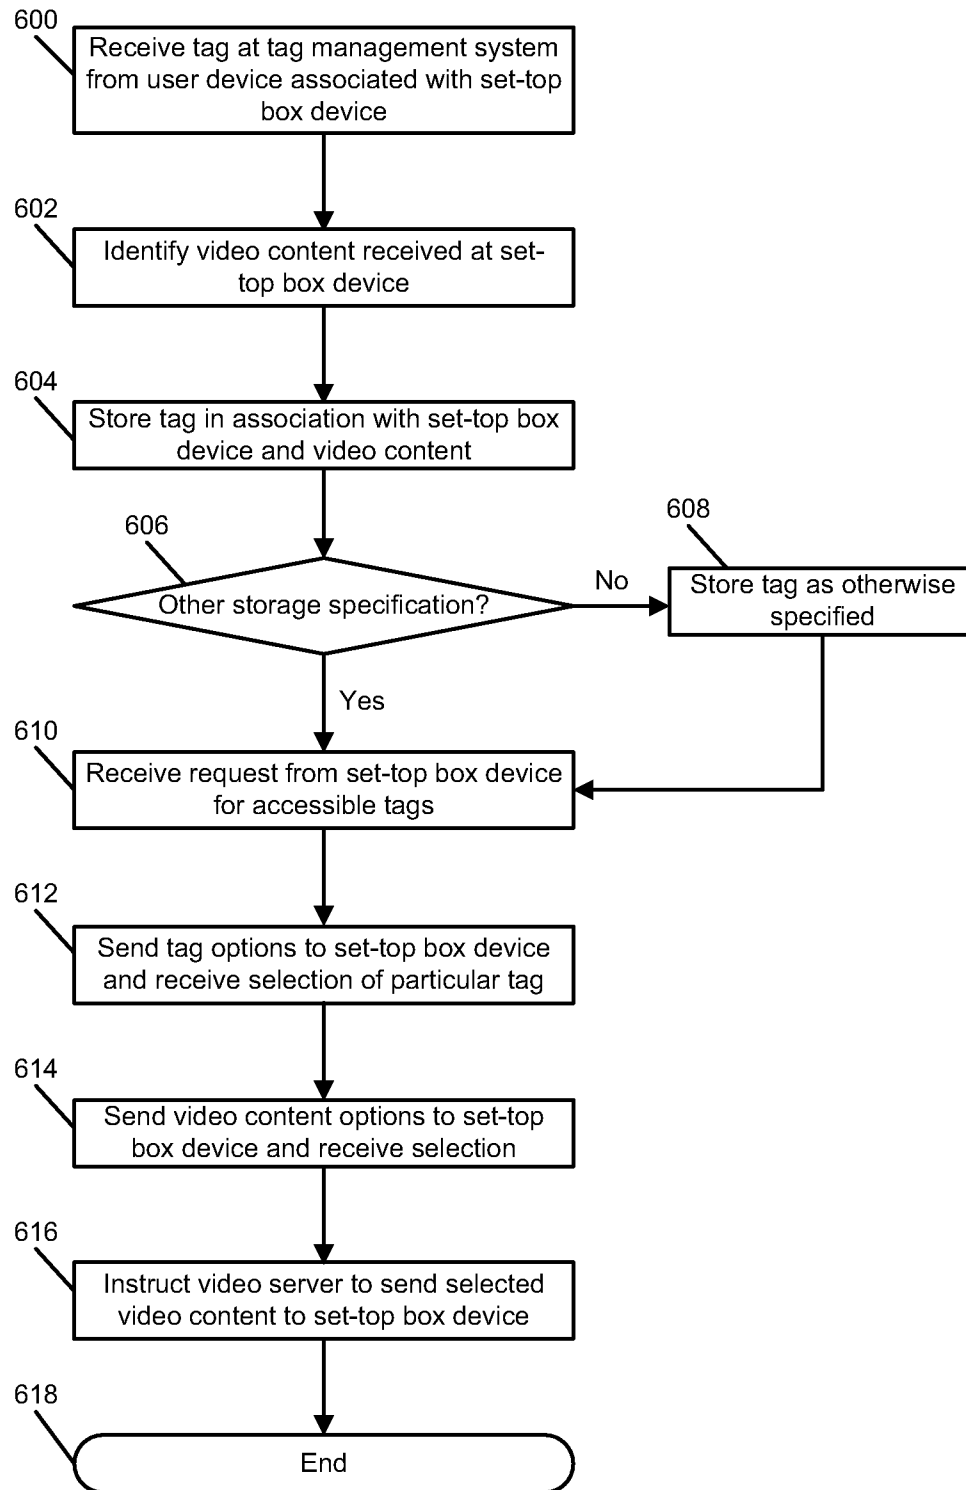 600
Receive tag at tag management system
from user device associated with set-top
box device
602
Identify video content received at set-
top box device
604
Store tag in association with set-top box
device and video content
606
Other storage specification?
No
608
Store tag as otherwise
specified
Yes
610
Receive request from set-top box device
for accessible tags
612
Send tag options to set-top box device
and receive selection of particular tag
614
Send video content options to set-top
box device and receive selection
616
Instruct video server to send selected
video content to set-top box device
618
End